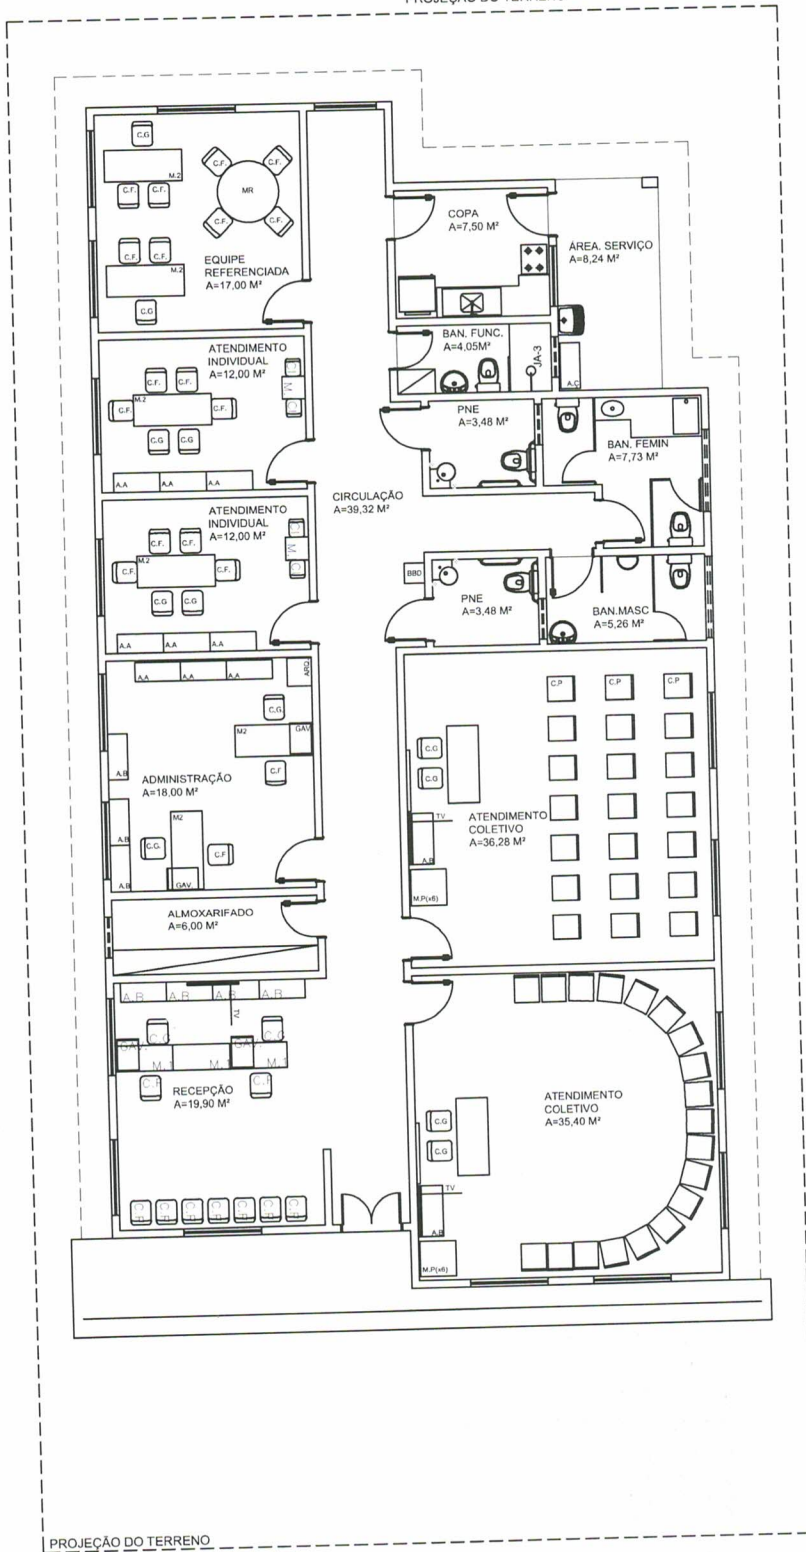 PROJEÇÃO DO TERRENO
C.G
C.F. C.F.
M.2
MR
C.F. C.F.
C.F. C.F.
C.F. C.F.
M.2
C.G
EQUIPE
REFERENCIADA
A=17,00 M²
COPA
A=7,50 M²
ÁREA. SERVIÇO
A=8,24 M²
BAN. FUNC.
A=4,05M²
JA-3
A.C
ATENDIMENTO
INDIVIDUAL
A=12,00 M²
C.F. C.F.
M.2
C.F. C.F.
C.G C.G
A.A A.A A.A
PNE
A=3,48 M²
BAN. FEMIN
A=7,73 M²
CIRCULAÇÃO
A=39,32 M²
ATENDIMENTO
INDIVIDUAL
A=12,00 M²
C.F. C.F.
M.2
C.F. C.F.
C.G C.G
A.A A.A A.A
PNE
A=3,48 M²
BAN.MASC
A=5,26 M²
A.A A.A A.A
ARQ
C.G.
M2
GAV
C.F
A.B
ADMINISTRAÇÃO
A=18,00 M²
M2
C.G.
C.F
A.B
A.B
GAV.
C.P C.P C.P
C.G
C.G
TV
A.B
M.P(x6)
ATENDIMENTO
COLETIVO
A=36,28 M²
ALMOXARIFADO
A=6,00 M²
A.B A.B A.B A.B
TV
C.G C.G
GAV. GAV.
M.1 M.1 M.1
C.F C.F
RECEPÇÃO
A=19,90 M²
C.F C.F C.F C.F C.F C.F C.F
ATENDIMENTO
COLETIVO
A=35,40 M²
C.G
C.G
TV
A.B
M.P(x6)
PROJEÇÃO DO TERRENO